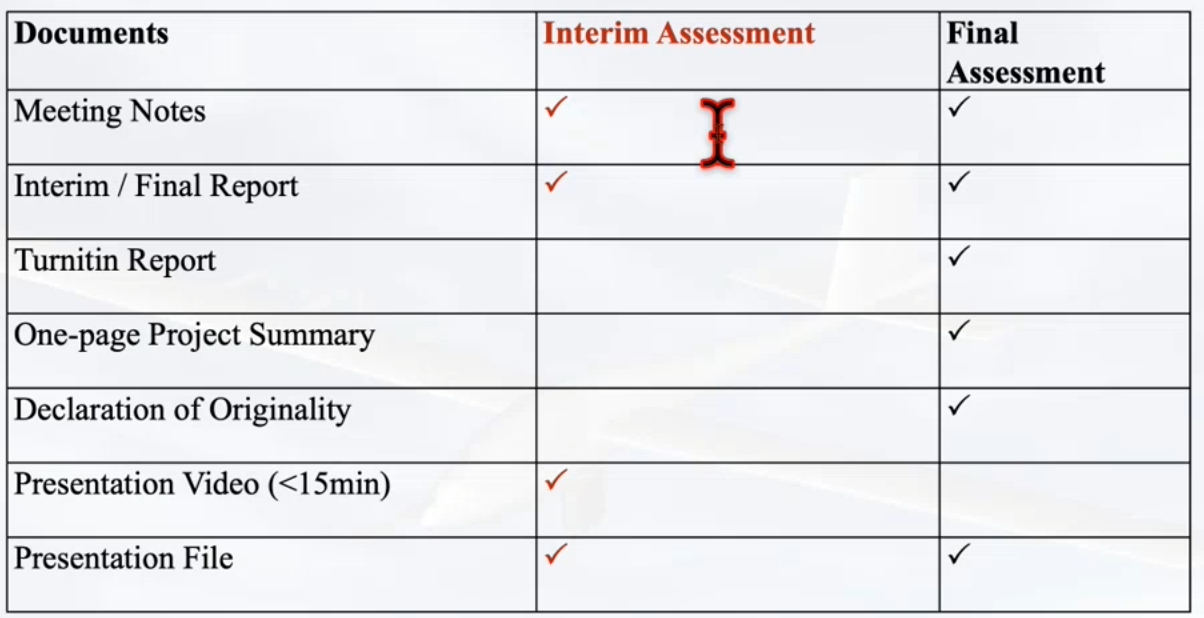 Documents Interim Assessment Final
Assessment
Meeting Notes ✓ ✓
Interim / Final Report ✓ ✓
Turnitin Report ✓
One-page Project Summary ✓
Declaration of Originality ✓
Presentation Video (<15min) ✓
Presentation File ✓ ✓